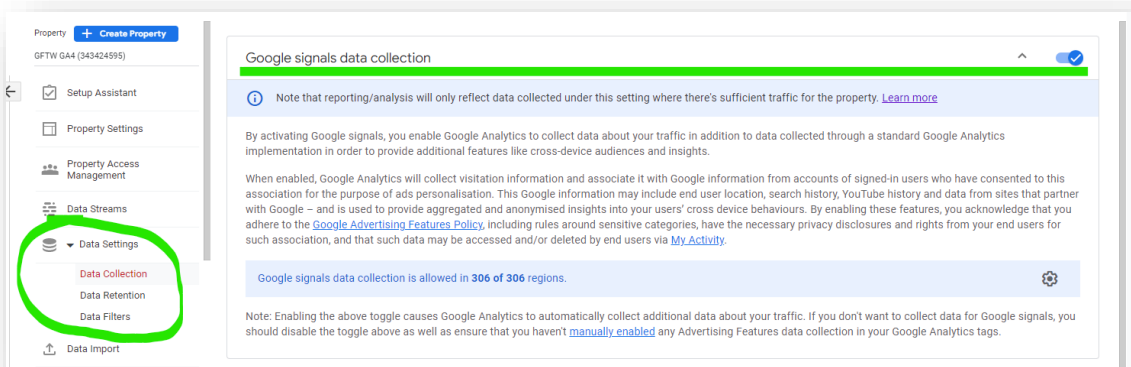 Property
+ Create Property
GFTW GA4 (343424595)
Setup Assistant
Property Settings
Property Access
Management
Data Streams
Data Settings
Data Collection
Data Retention
Data Filters
Data Import
Google signals data collection
Note that reporting/analysis will only reflect data collected under this setting where there's sufficient traffic for the property. Learn more
By activating Google signals, you enable Google Analytics to collect data about your traffic in addition to data collected through a standard Google Analytics
implementation in order to provide additional features like cross-device audiences and insights.
When enabled, Google Analytics will collect visitation information and associate it with Google information from accounts of signed-in users who have consented to this
association for the purpose of ads personalisation. This Google information may include end user location, search history, YouTube history and data from sites that partner
with Google – and is used to provide aggregated and anonymised insights into your users' cross device behaviours. By enabling these features, you acknowledge that you
adhere to the Google Advertising Features Policy, including rules around sensitive categories, have the necessary privacy disclosures and rights from your end users for
such association, and that such data may be accessed and/or deleted by end users via My Activity.
Google signals data collection is allowed in 306 of 306 regions.
Note: Enabling the above toggle causes Google Analytics to automatically collect additional data about your traffic. If you don't want to collect data for Google signals, you
should disable the toggle above as well as ensure that you haven't manually enabled any Advertising Features data collection in your Google Analytics tags.